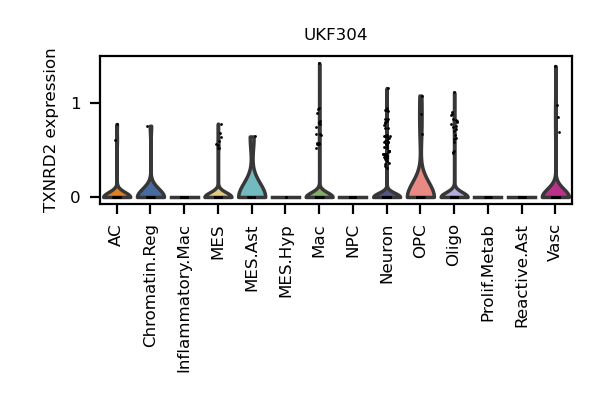 UKF304
TXNRD2 expression
1
0
AC
Chromatin.Reg
Inflammatory.Mac
MES
MES.Ast
MES.Hyp
Mac
NPC
Neuron
OPC
Oligo
Prolif.Metab
Reactive.Ast
Vasc